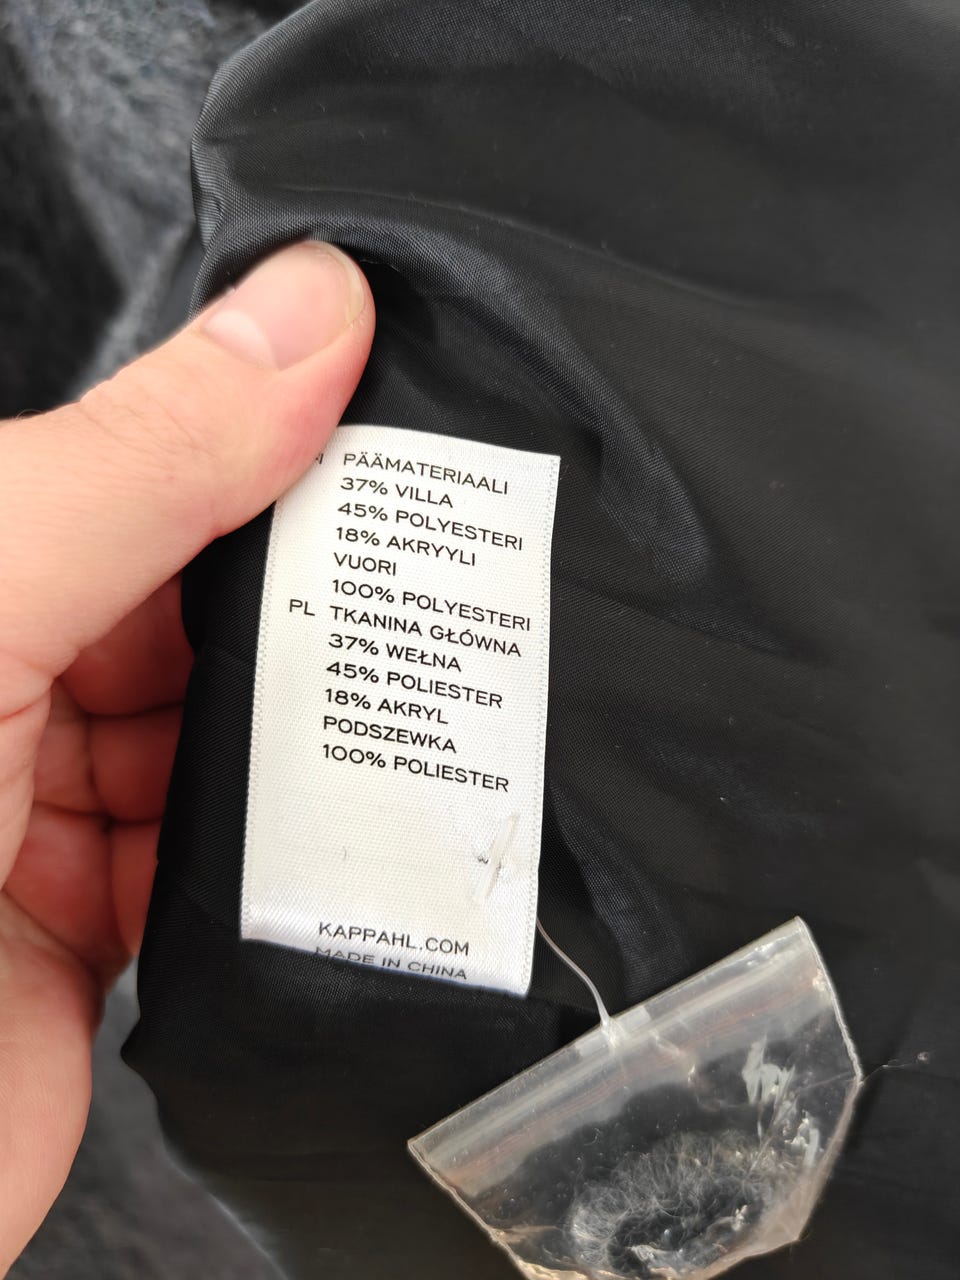 PÄÄMATERIAALI
37% VILLA
45% POLYESTERI
18% AKRYYLI
VUORI
100% POLYESTERI
PL TKANINA GŁÓWNA
37% WEŁNA
45% POLIESTER
18% AKRYL
PODSZEWKA
100% POLIESTER
KAPPAHL.COM
MADE IN CHINA